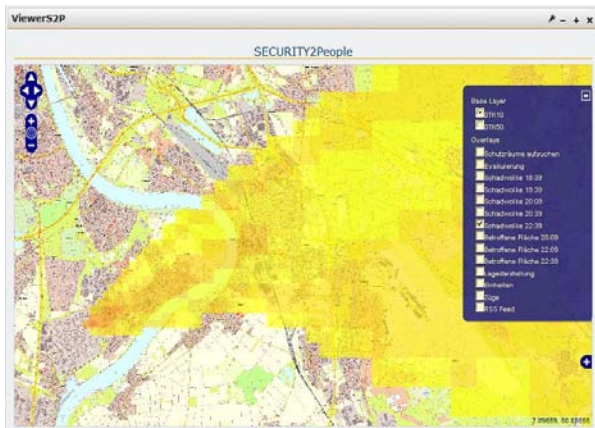 ViewerS2P
SECURITY2People
Base Layer
DTK10
DTK50
Overlays
Schutzräume aufsuchen
Evakuierung
Schadwolke 18:39
Schadwolke 19:39
Schadwolke 20:09
Schadwolke 20:39
Schadwolke 22:39
Betroffene Fläche 20:09
Betroffene Fläche 22:09
Betroffene Fläche 22:39
Lagedarstellung
Einheiten
Züge
RSS Feed